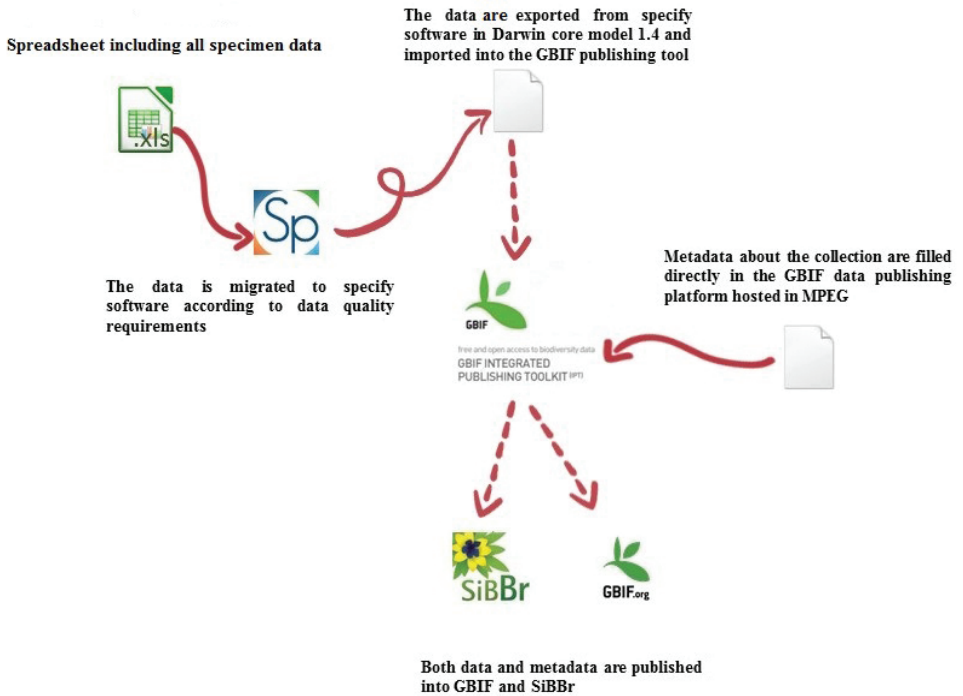 The data are exported from specify
software in Darwin core model 1.4 and
imported into the GBIF publishing tool
Spreadsheet including all specimen data
.xls
Sp
The data is migrated to specify
software according to data quality
requirements
Metadata about the collection are filled
directly in the GBIF data publishing
platform hosted in MPEG
GBIF
free and open access to biodiversity data
GBIF INTEGRATED
PUBLISHING TOOLKIT (IPT)
SiBBr
GBIF.org
Both data and metadata are published
into GBIF and SiBBr